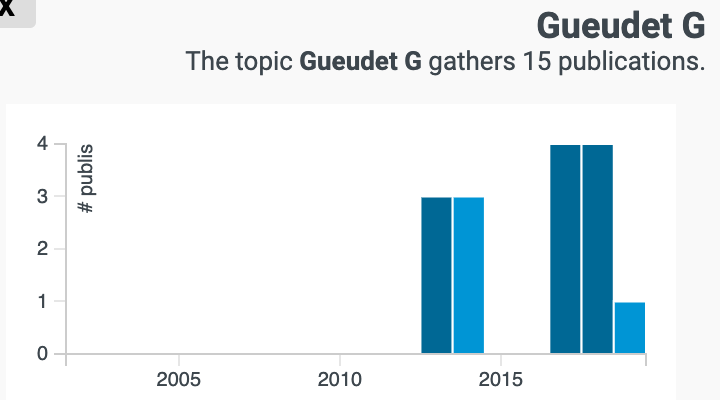 x
Gueudet G
The topic Gueudet G gathers 15 publications.
4
# publis
3
2
1
0
2005 2010 2015